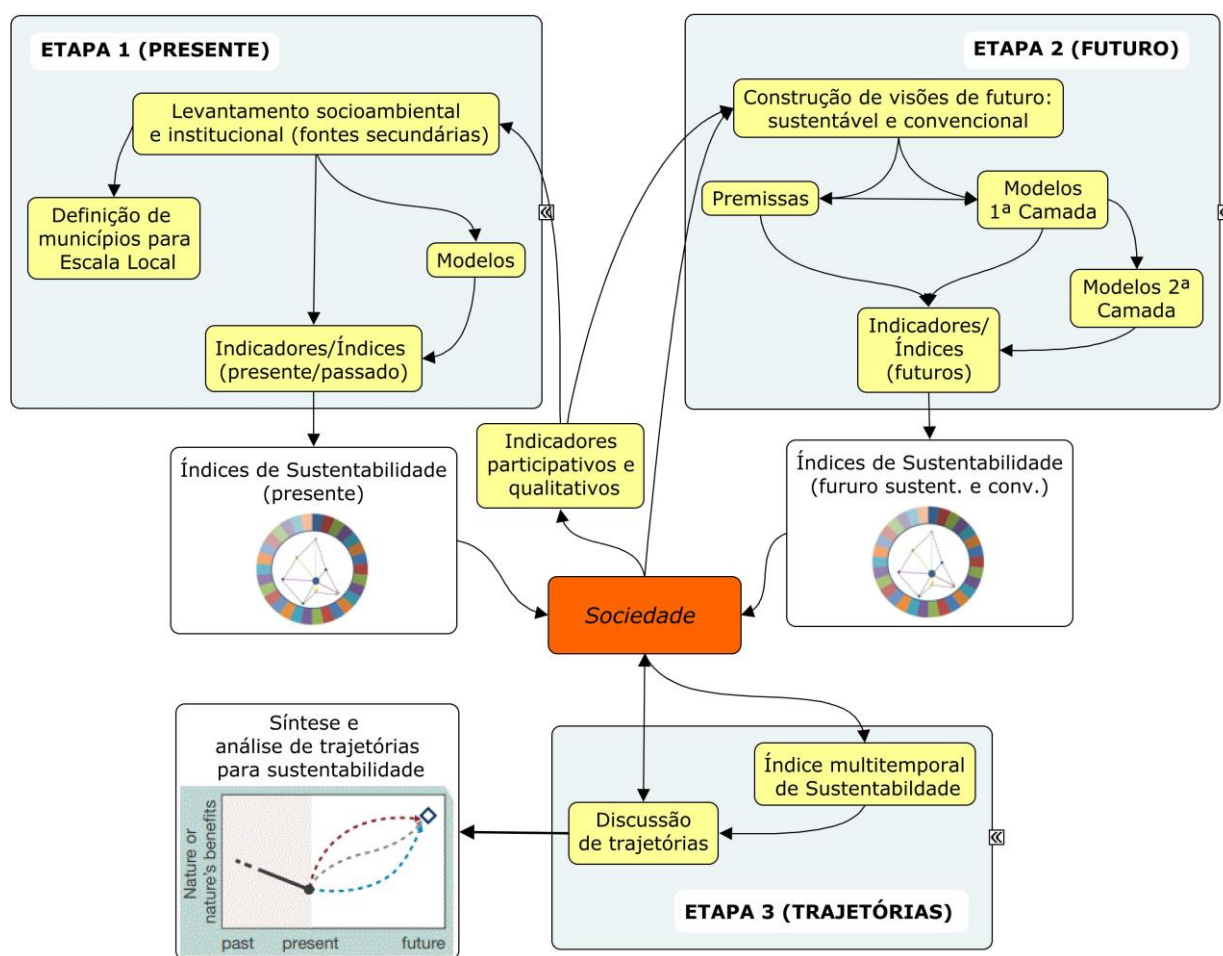 ETAPA 1 (PRESENTE)
Levantamento socioambiental
e institucional (fontes secundárias)
Definição de
municípios para
Escala Local
Modelos
Indicadores/Índices
(presente/passado)
ETAPA 2 (FUTURO)
Construção de visões de futuro:
sustentável e convencional
Premissas
Modelos
1ª Camada
Modelos 2ª
Camada
Indicadores/
Índices
(futuros)
Índices de Sustentabilidade
(presente)
Indicadores
participativos e
qualitativos
Índices de Sustentabilidade
(fururo sustent. e conv.)
Sociedade
Síntese e
análise de trajetórias
para sustentabilidade
Nature or
nature's benefits
past present future
Índice multitemporal
de Sustentabildade
Discussão
de trajetórias
ETAPA 3 (TRAJETÓRIAS)